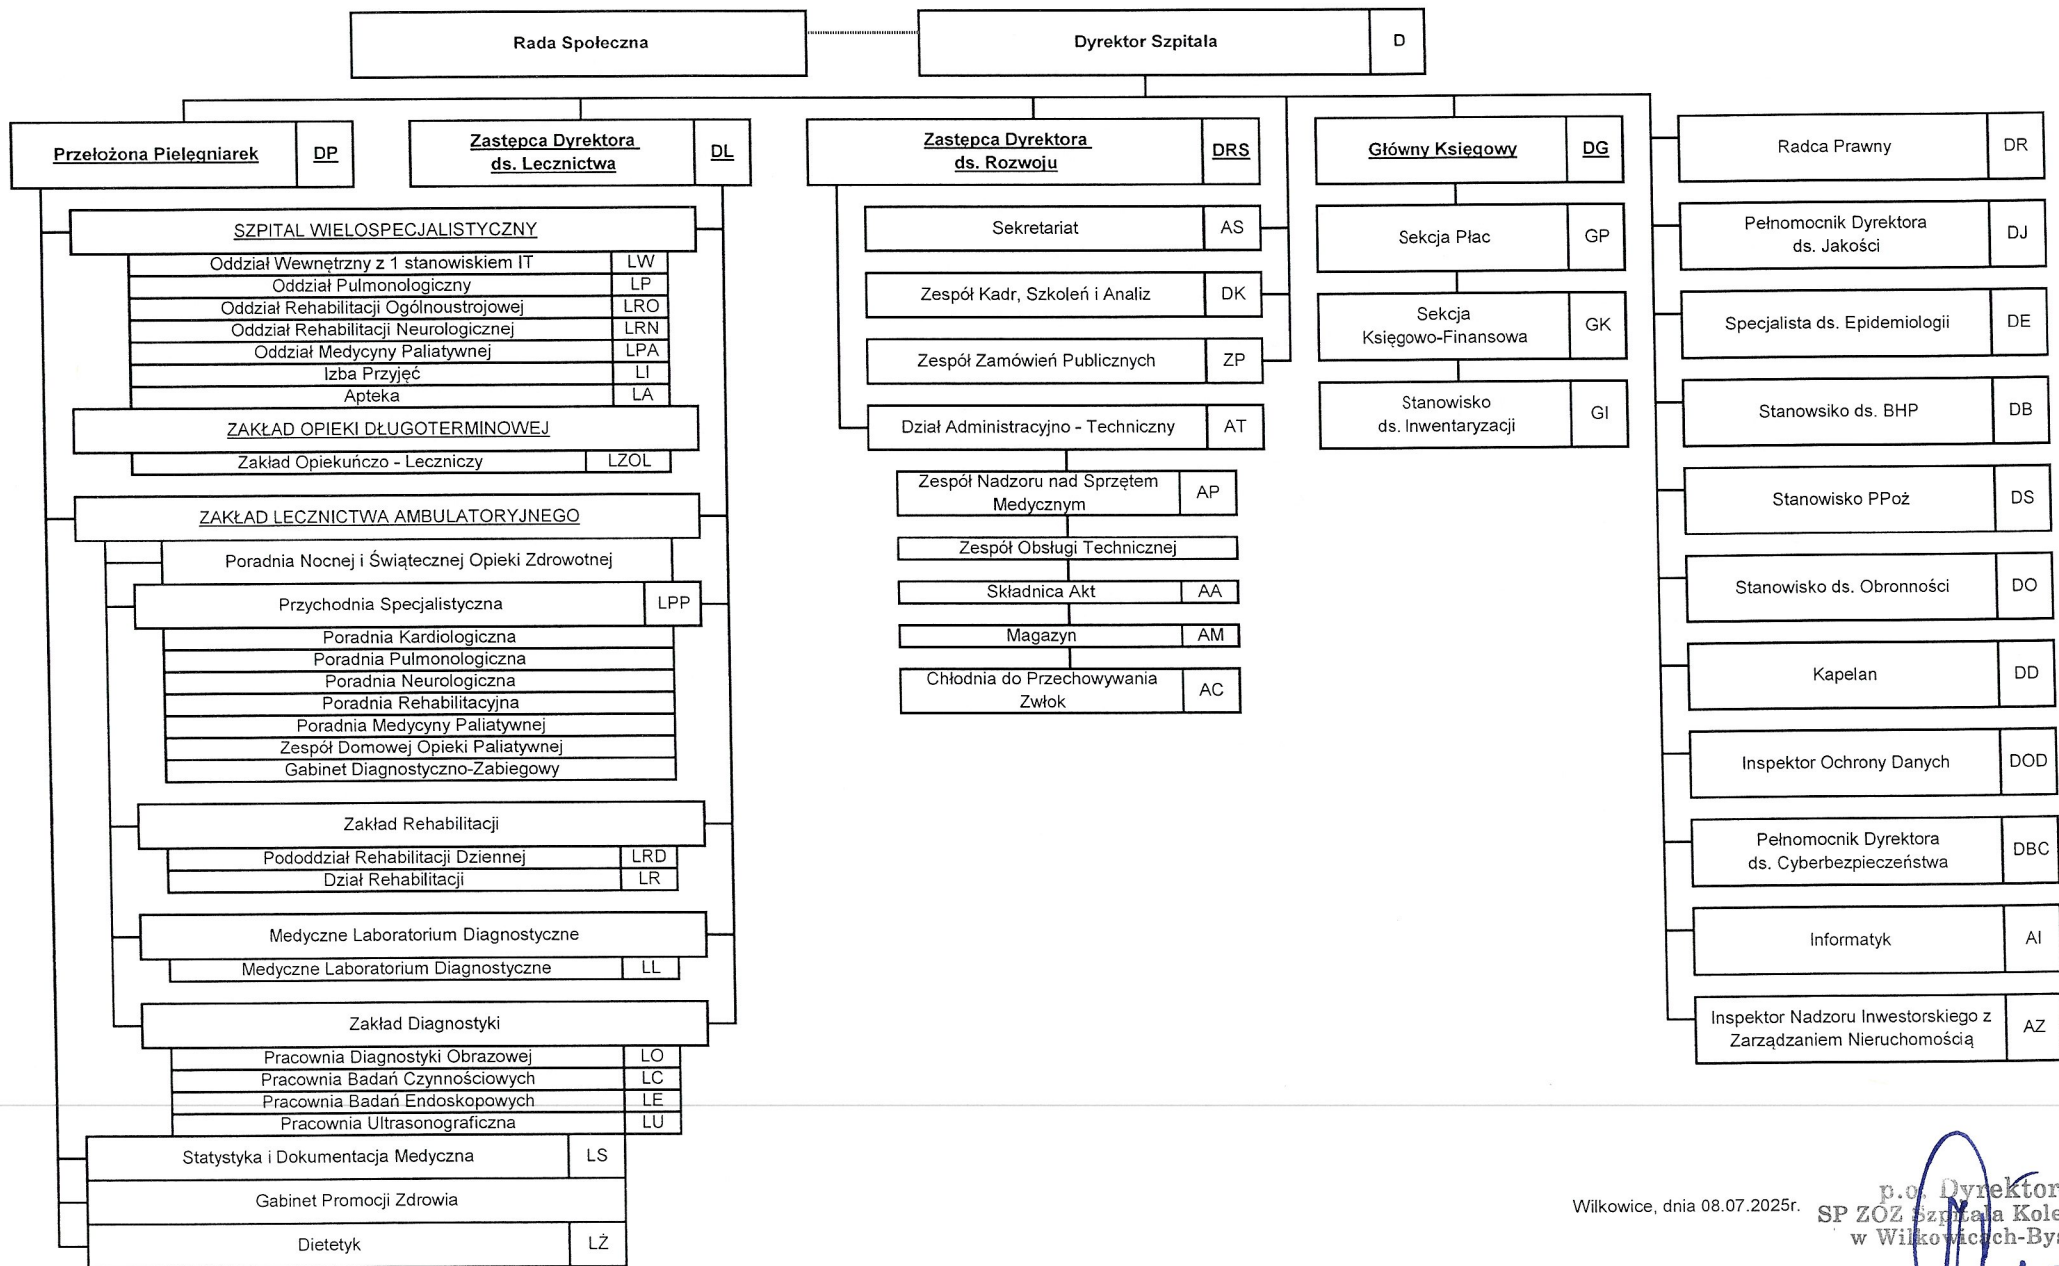 Rada Społeczna
Dyrektor Szpitala D
Przełożona Pielęgniarek DP
Zastępca Dyrektora
ds. Lecznictwa DL
SZPITAL WIELOSPECJALISTYCZNY
Oddział Wewnętrzny z 1 stanowiskiem IT LW
Oddział Pulmonologiczny LP
Oddział Rehabilitacji Ogólnoustrojowej LRO
Oddział Rehabilitacji Neurologicznej LRN
Oddział Medycyny Paliatywnej LPA
Izba Przyjęć LI
Apteka LA
ZAKŁAD OPIEKI DŁUGOTERMINOWEJ
Zakład Opiekuńczo - Leczniczy LZOL
ZAKŁAD LECZNICTWA AMBULATORYJNEGO
Poradnia Nocnej i Świątecznej Opieki Zdrowotnej
Przychodnia Specjalistyczna LPP
Poradnia Kardiologiczna
Poradnia Pulmonologiczna
Poradnia Neurologiczna
Poradnia Rehabilitacyjna
Poradnia Medycyny Paliatywnej
Zespół Domowej Opieki Paliatywnej
Gabinet Diagnostyczno-Zabiegowy
Zakład Rehabilitacji
Pododdział Rehabilitacji Dziennej LRD
Dział Rehabilitacji LR
Medyczne Laboratorium Diagnostyczne
Medyczne Laboratorium Diagnostyczne LL
Zakład Diagnostyki
Pracownia Diagnostyki Obrazowej LO
Pracownia Badań Czynnościowych LC
Pracownia Badań Endoskopowych LE
Pracownia Ultrasonograficzna LU
Statystyka i Dokumentacja Medyczna LS
Gabinet Promocji Zdrowia
Dietetyk LŻ
Zastępca Dyrektora
ds. Rozwoju DRS
Sekretariat AS
Zespół Kadr, Szkoleń i Analiz DK
Zespół Zamówień Publicznych ZP
Dział Administracyjno - Techniczny AT
Zespół Nadzoru nad Sprzętem
Medycznym AP
Zespół Obsługi Technicznej
Składnica Akt AA
Magazyn AM
Chłodnia do Przechowywania
Zwłok AC
Główny Księgowy DG
Sekcja Płac GP
Sekcja
Księgowo-Finansowa GK
Stanowisko
ds. Inwentaryzacji GI
Radca Prawny DR
Pełnomocnik Dyrektora
ds. Jakości DJ
Specjalista ds. Epidemiologii DE
Stanowsiko ds. BHP DB
Stanowisko PPoż DS
Stanowisko ds. Obronności DO
Kapelan DD
Inspektor Ochrony Danych DOD
Pełnomocnik Dyrektora
ds. Cyberbezpieczeństwa DBC
Informatyk AI
Inspektor Nadzoru Inwestorskiego z
Zarządzaniem Nieruchomością AZ
Wilkowice, dnia 08.07.2025r.
p.o. Dyrektor
SP ZOZ Szpitala Kole
w Wilkowicach-Bys